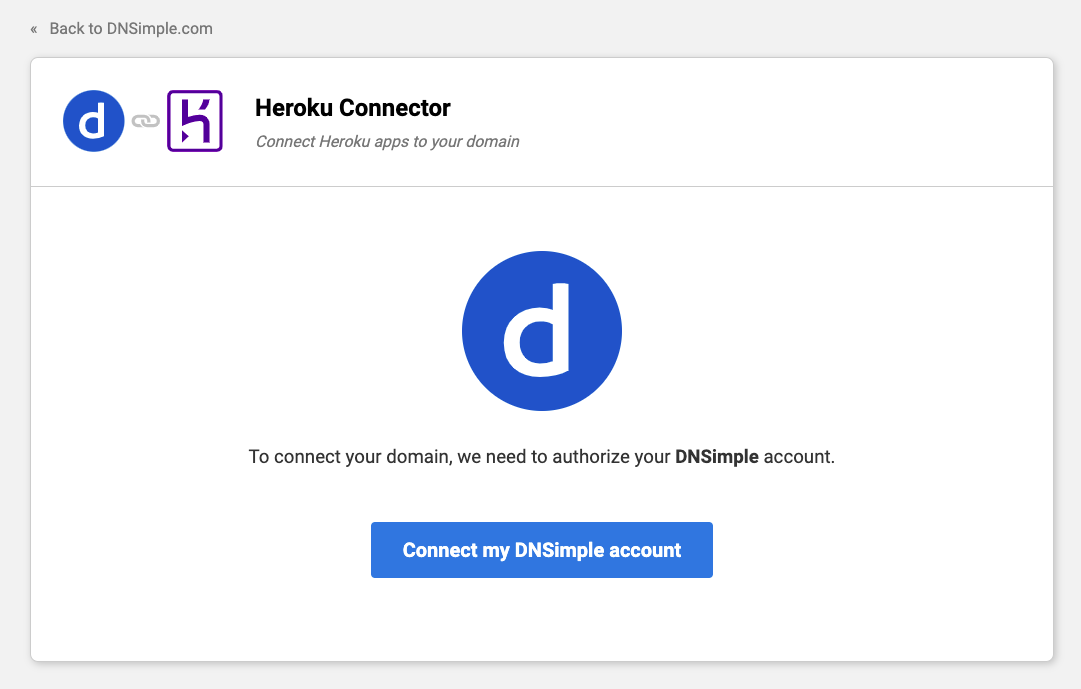 « Back to DNSimple.com
d
Heroku Connector
Connect Heroku apps to your domain
d
To connect your domain, we need to authorize your DNSimple account.
Connect my DNSimple account